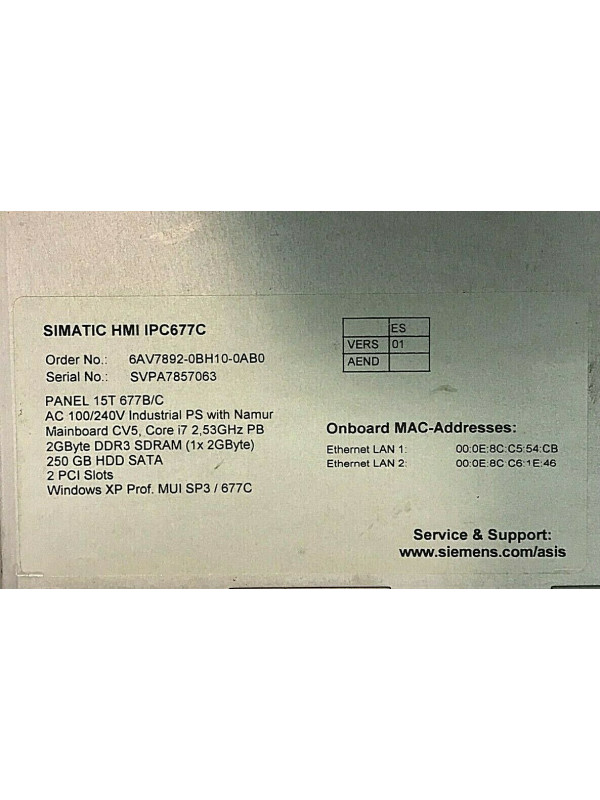 SIMATIC HMI IPC677C
ES
VERS 01
AEND
Order No.: 6AV7892-0BH10-0AB0
Serial No.: SVPA7857063
PANEL 15T 677B/C
AC 100/240V Industrial PS with Namur
Mainboard CV5, Core i7 2,53GHz PB
2GByte DDR3 SDRAM (1x 2GByte)
250 GB HDD SATA
2 PCI Slots
Windows XP Prof. MUI SP3 / 677C
Onboard MAC-Addresses:
Ethernet LAN 1: 00:0E:8C:C5:54:CB
Ethernet LAN 2: 00:0E:8C:C6:1E:46
Service & Support:
www.siemens.com/asis